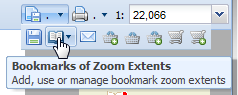 1: 22,066
Bookmarks of Zoom Extents
Add, use or manage bookmark zoom extents